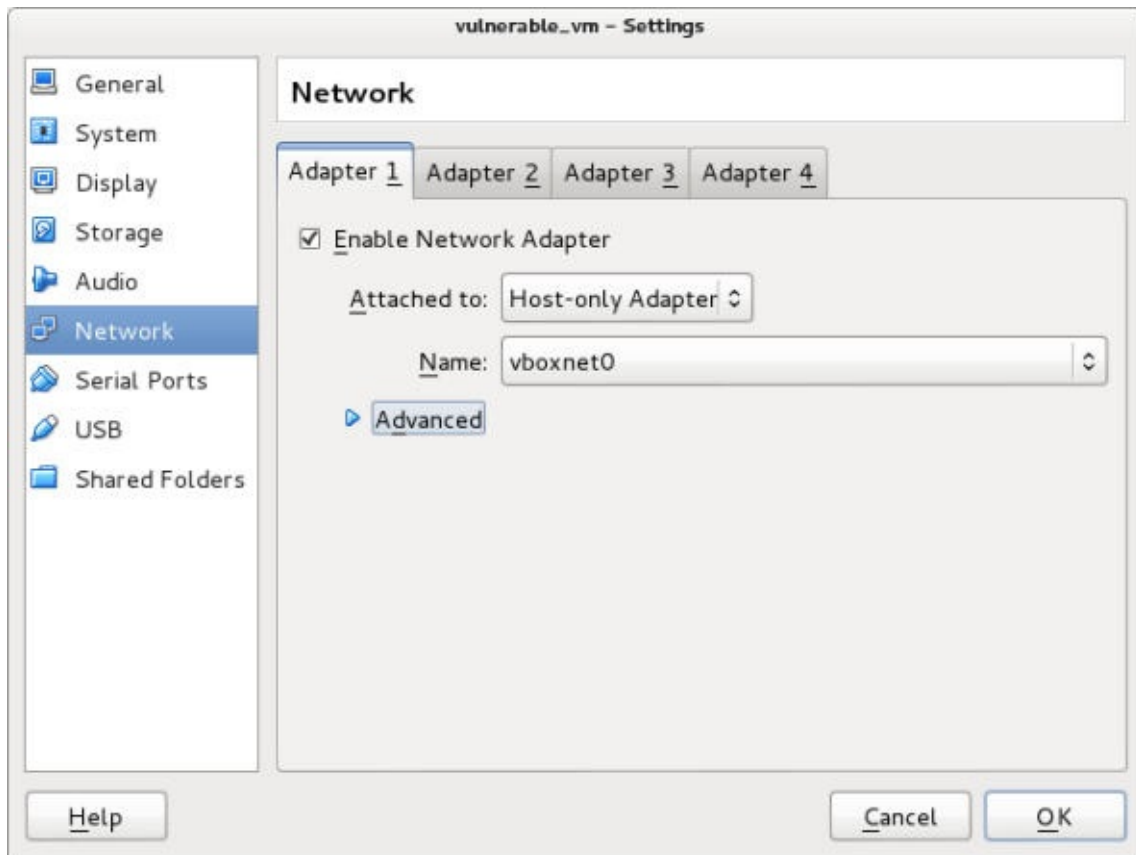 vulnerable_vm – Settings
General
System
Display
Storage
Audio
Network
Serial Ports
USB
Shared Folders
Network
Adapter 1
Adapter 2
Adapter 3
Adapter 4
Enable Network Adapter
Attached to: Host-only Adapter
Name: vboxnet0
Advanced
Help
Cancel
OK